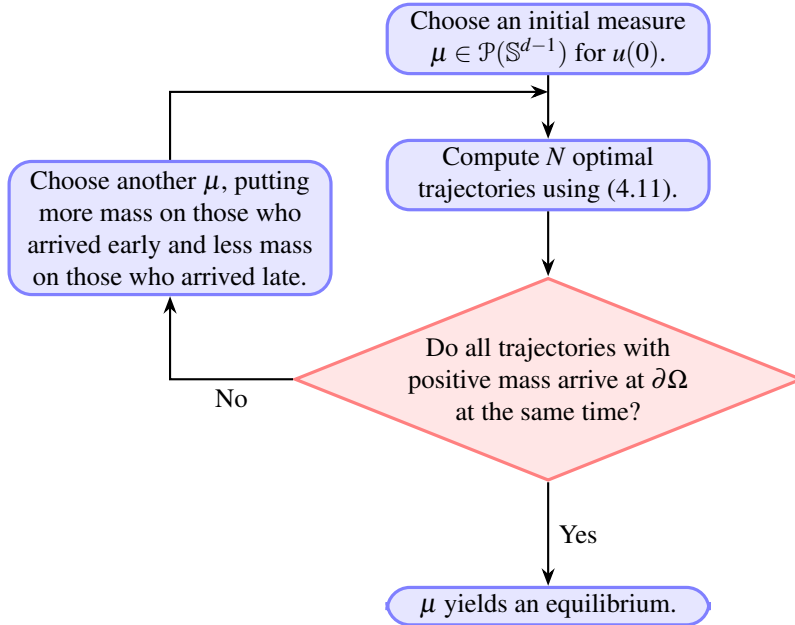 Choose an initial measure
μ ∈ 𝒫(𝕊^{d−1}) for u(0).
Compute N optimal
trajectories using (4.11).
Choose another μ, putting
more mass on those who
arrived early and less mass
on those who arrived late.
Do all trajectories with
positive mass arrive at ∂Ω
at the same time?
No
Yes
μ yields an equilibrium.